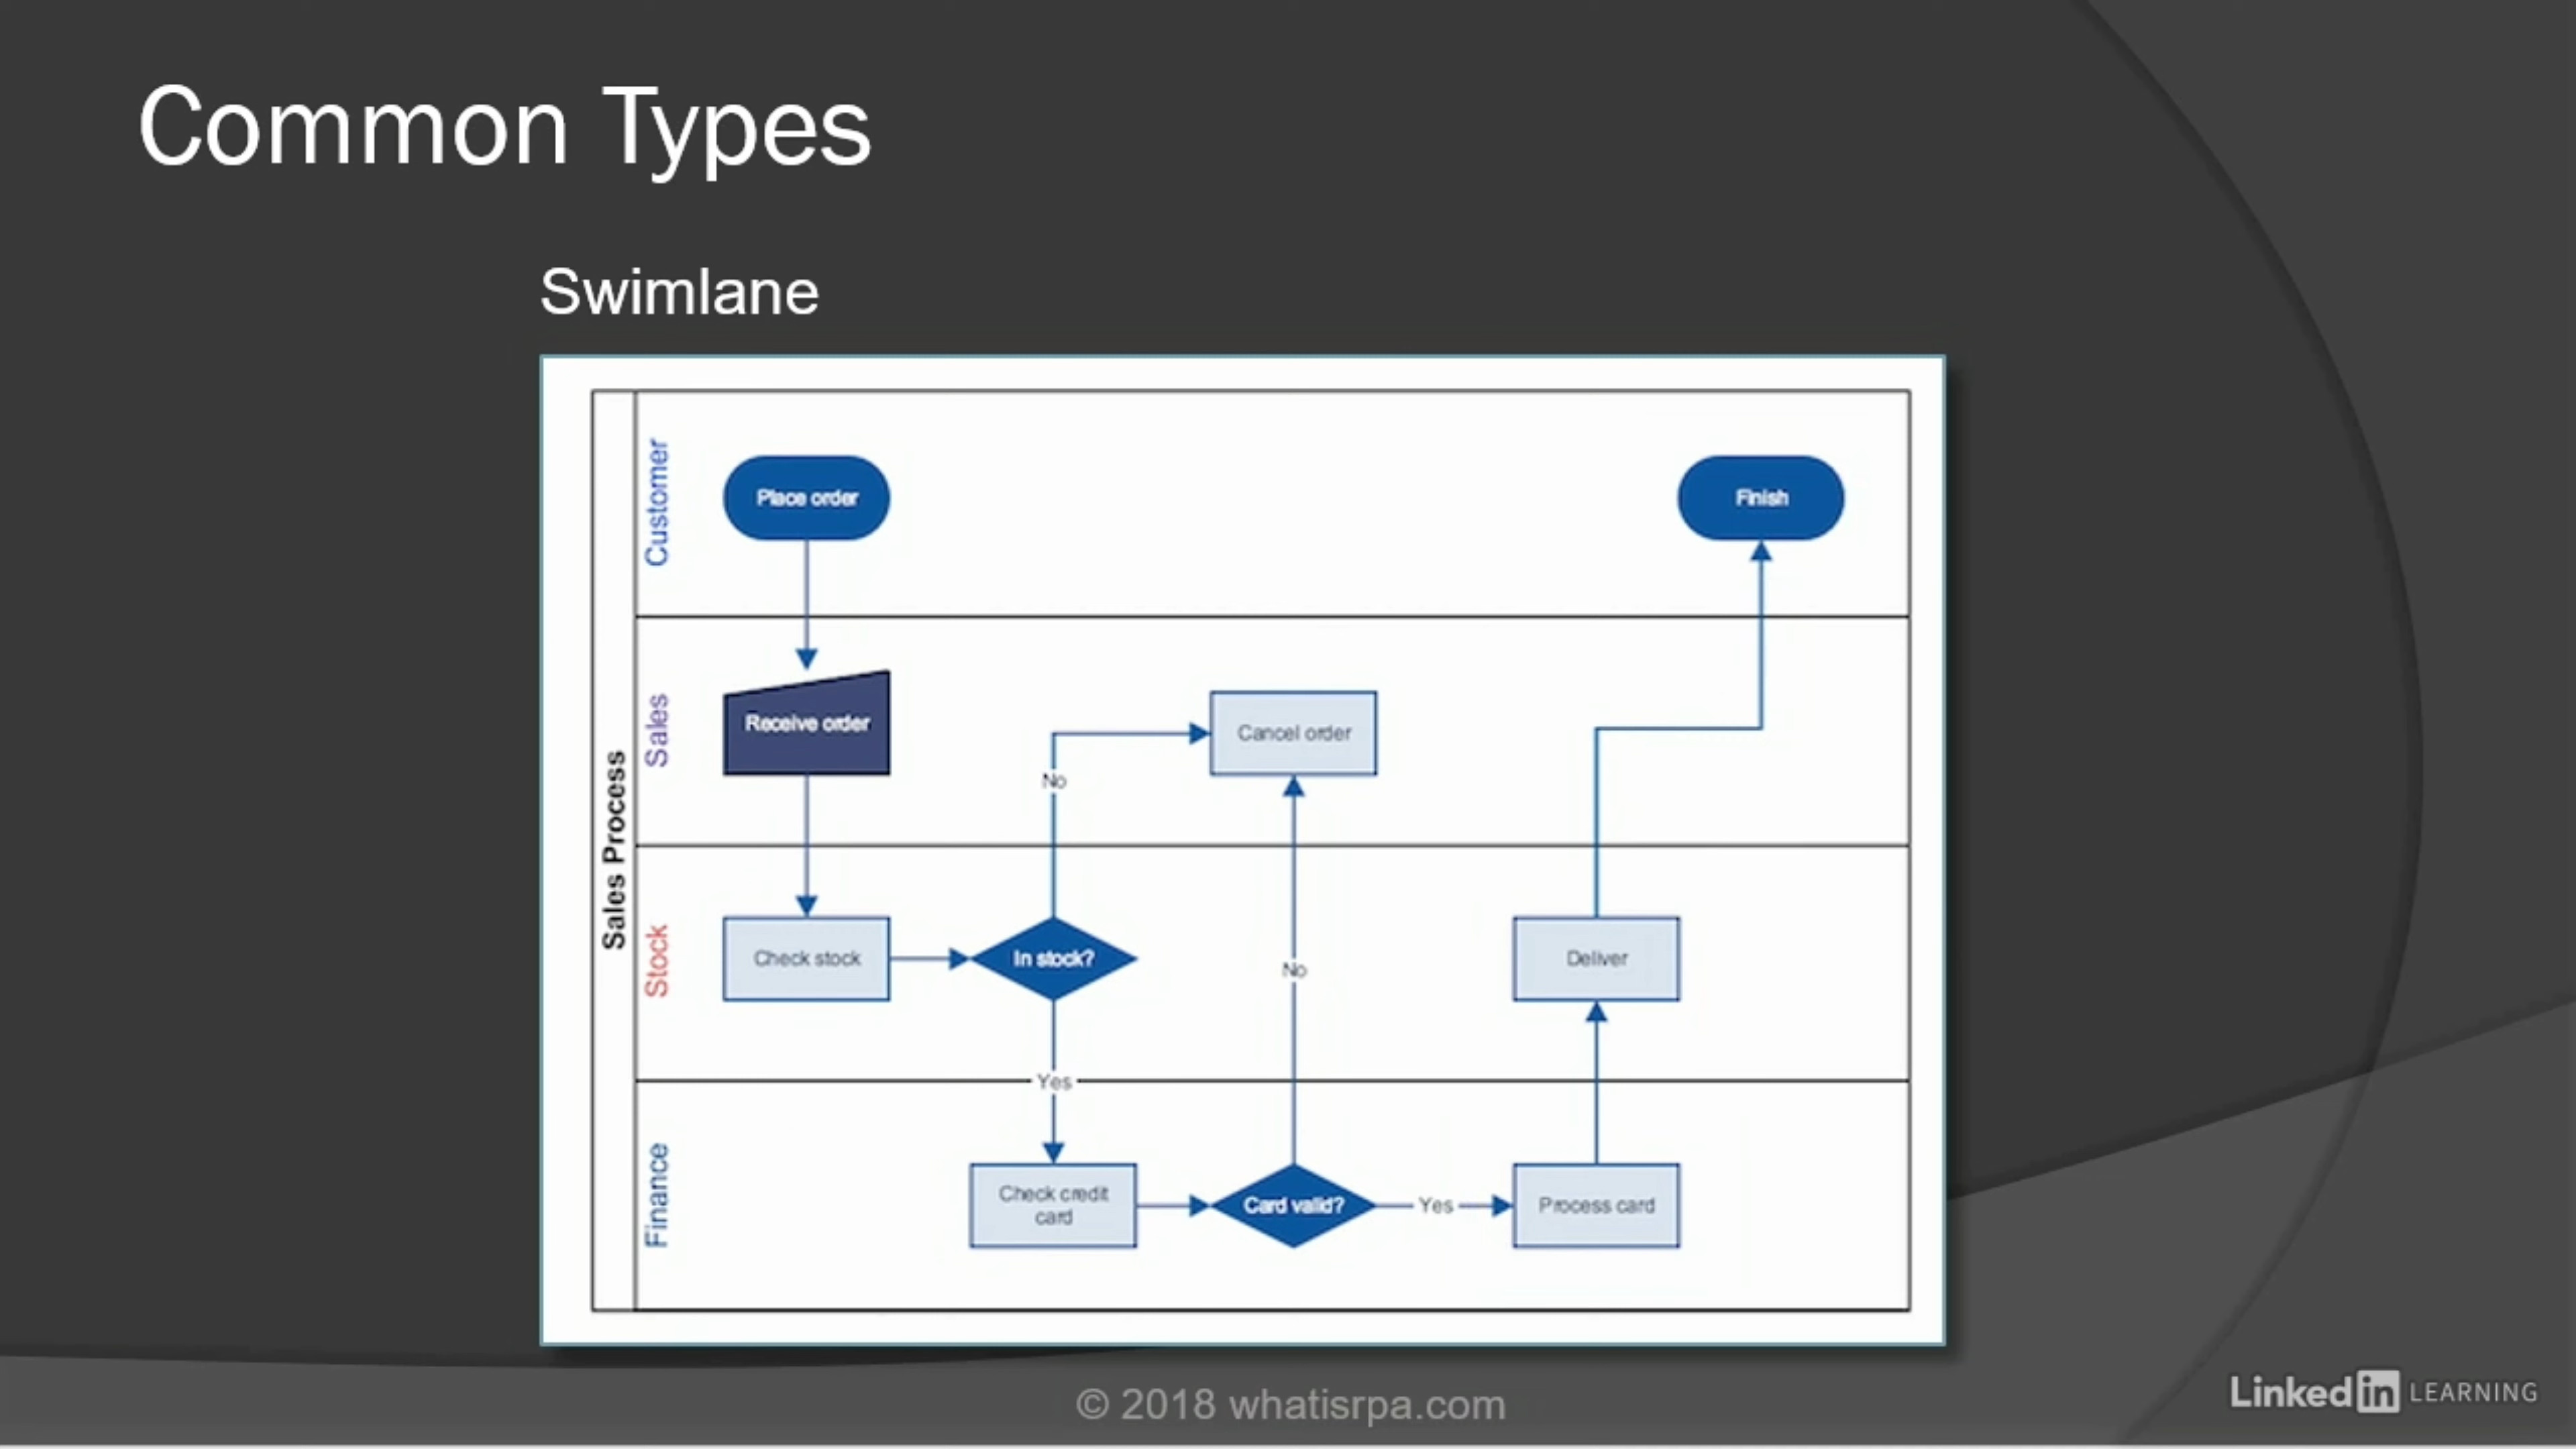 Common Types
Swimlane
Sales Process
Customer
Place order
Finish
Sales
Receive order
Cancel order
No
Stock
Check stock
In stock?
No
Deliver
Yes
Finance
Check credit
card
Card valid?
Yes
Process card
© 2018 whatisrpa.com
Linked in LEARNING